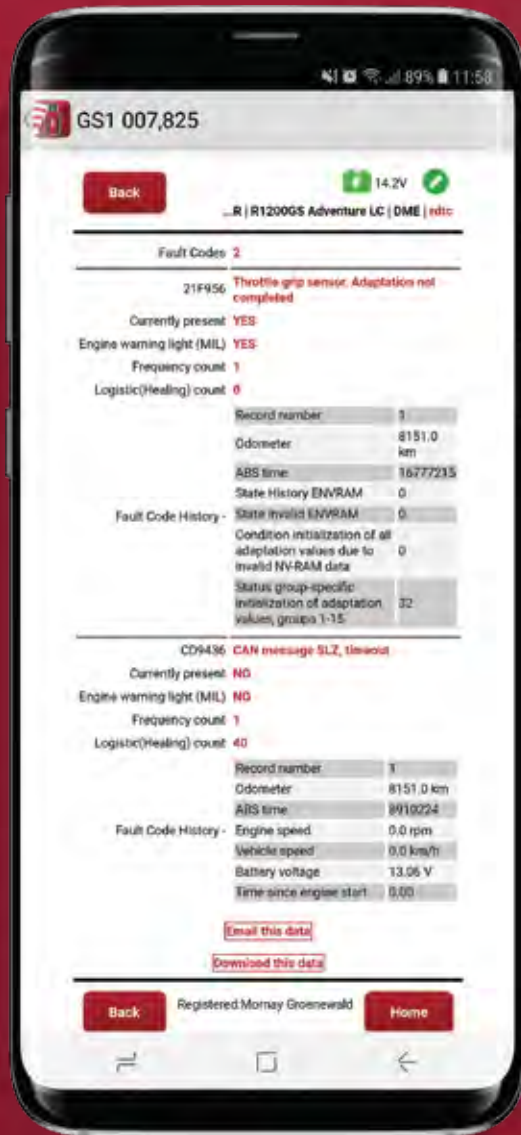 89% 11:58
GS1 007,825
Back
14.2V
...R | R1200GS Adventure LC | DME | rdtc
Fault Codes 2
21F956 Throttle grip sensor, Adaptation not completed
Currently present YES
Engine warning light (MIL) YES
Frequency count 1
Logistic(Healing) count 0
Fault Code History -
Record number 1
Odometer 8151.0 km
ABS time 16777215
State History ENVRAM 0
State Invalid ENVRAM 0
Condition initialization of all adaptation values due to invalid NV-RAM data 0
Status group-specific initialization of adaptation values, groups 1-15 32
CD9436 CAN message SLZ, timeout
Currently present NO
Engine warning light (MIL) NO
Frequency count 1
Logistic(Healing) count 40
Fault Code History -
Record number 1
Odometer 8151.0 km
ABS time 8910224
Engine speed 0.0 rpm
Vehicle speed 0.0 km/h
Battery voltage 13.06 V
Time since engine start 0.00
Email this data
Download this data
Back
Registered Mornay Groenewald
Home